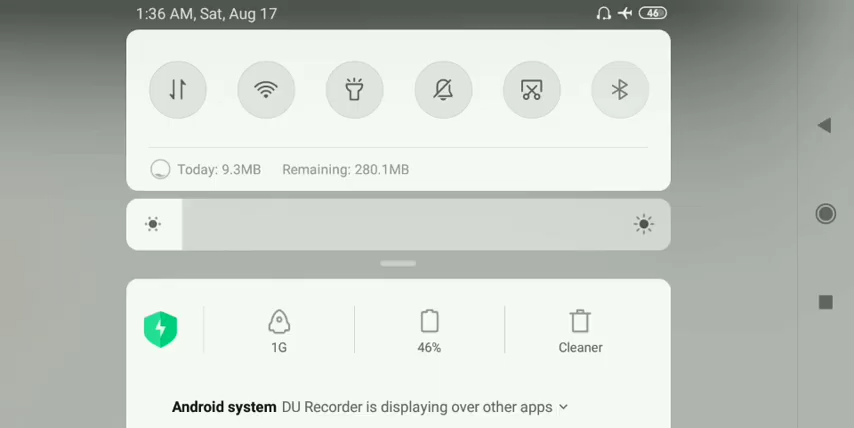 1:36 AM, Sat, Aug 17
46
Today: 9.3MB Remaining: 280.1MB
1G
46%
Cleaner
Android system DU Recorder is displaying over other apps